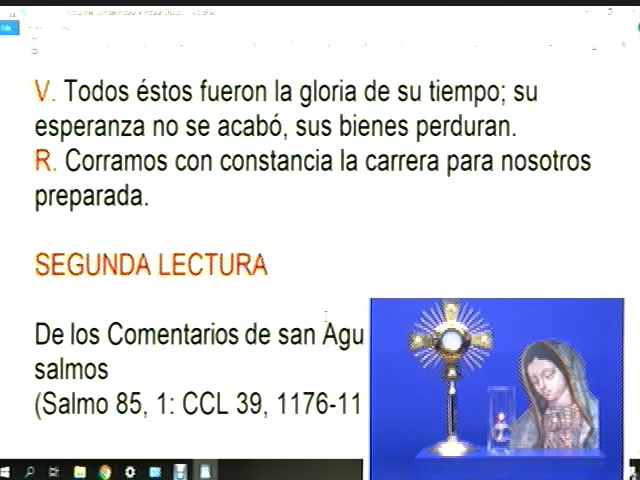 V. Todos éstos fueron la gloria de su tiempo; su
esperanza no se acabó, sus bienes perduran.
R. Corramos con constancia la carrera para nosotros
preparada.
SEGUNDA LECTURA
De los Comentarios de san Agu
salmos
(Salmo 85, 1: CCL 39, 1176-11